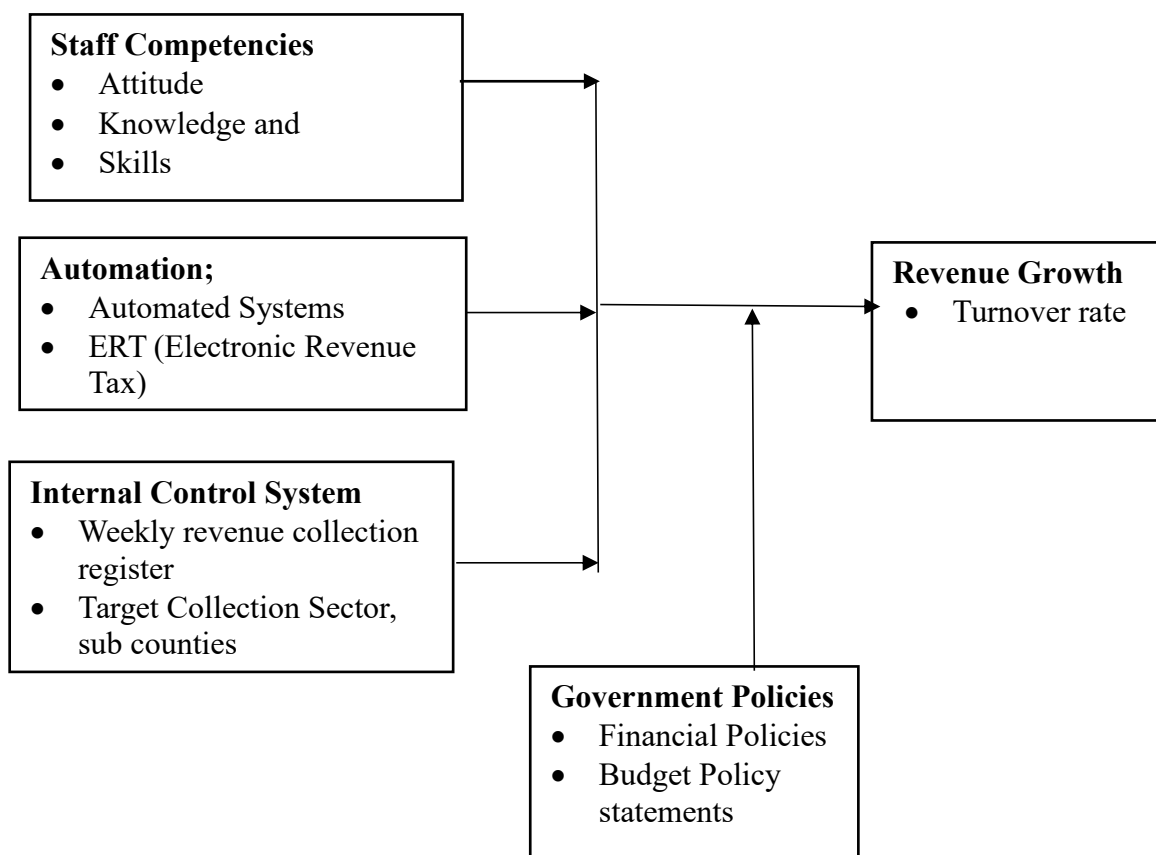 Staff Competencies
• Attitude
• Knowledge and
• Skills
Automation;
• Automated Systems
• ERT (Electronic Revenue
Tax)
Internal Control System
• Weekly revenue collection
register
• Target Collection Sector,
sub counties
Revenue Growth
• Turnover rate
Government Policies
• Financial Policies
• Budget Policy
statements